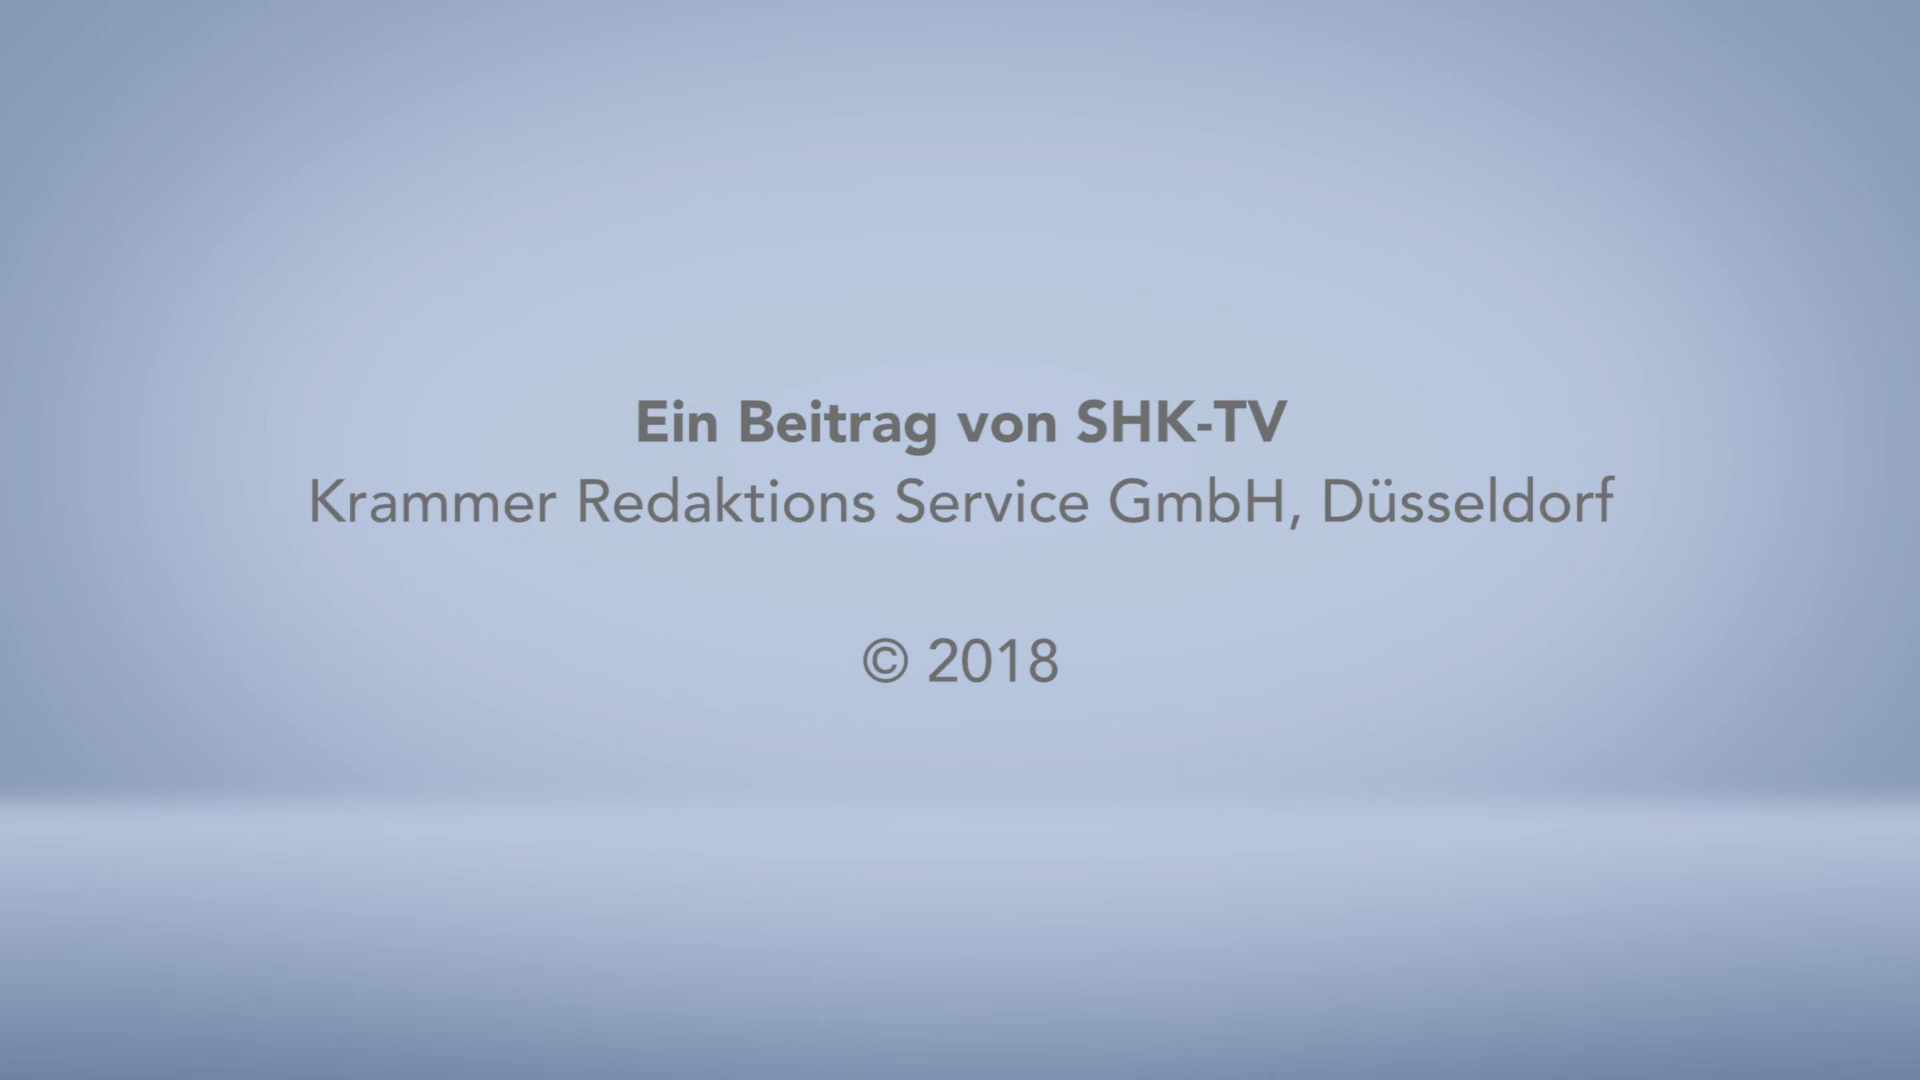 Ein Beitrag von SHK-TV
Krammer Redaktions Service GmbH, Düsseldorf
© 2018